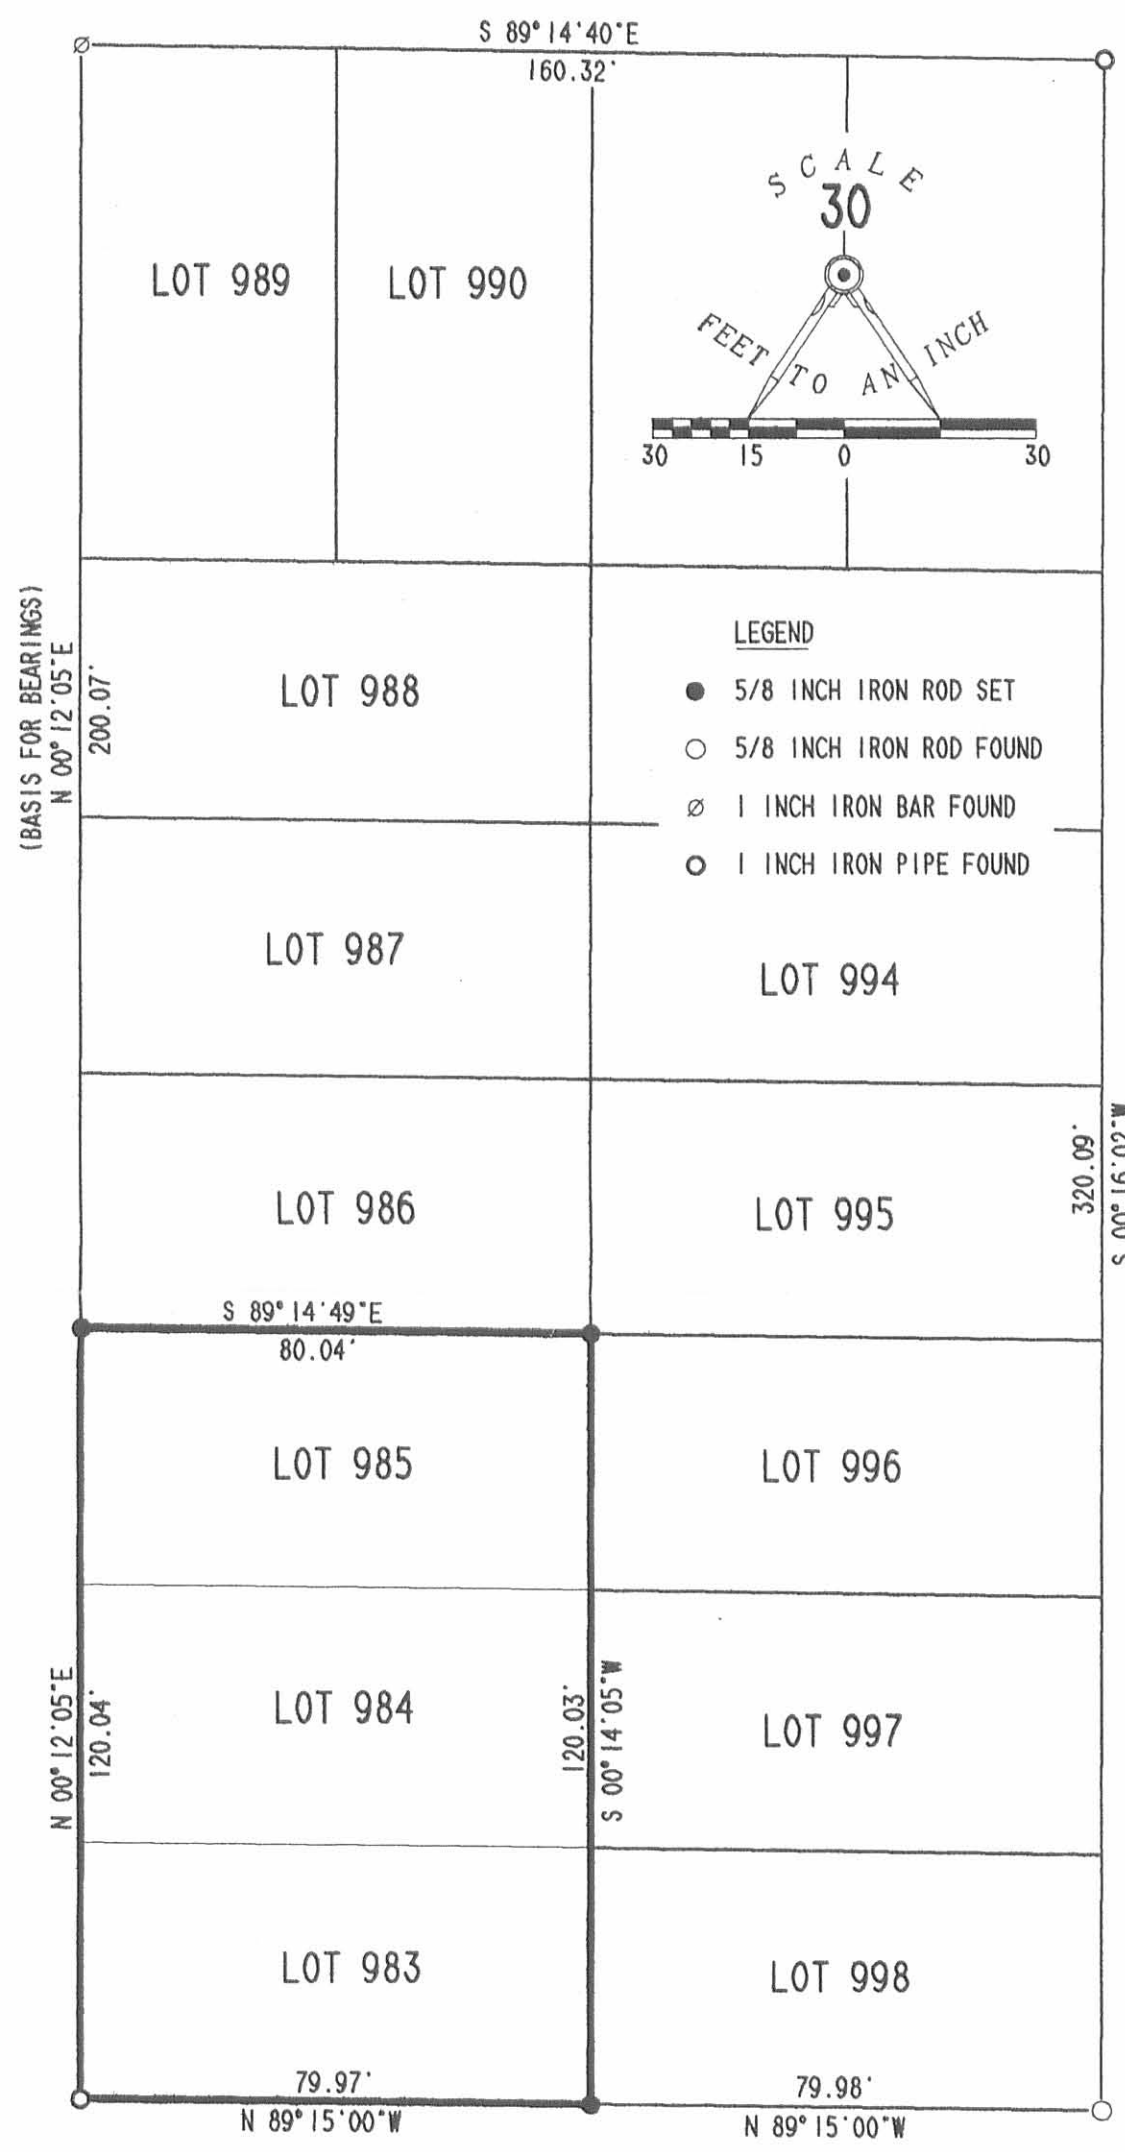 S 89°14'40"E
160.32'
SCALE
30
FEET TO AN INCH
30 15 0 30
LOT 989
LOT 990
(BASIS FOR BEARINGS)
N 00°12'05"E
200.07'
LEGEND
5/8 INCH IRON ROD SET
5/8 INCH IRON ROD FOUND
1 INCH IRON BAR FOUND
1 INCH IRON PIPE FOUND
LOT 988
LOT 987
LOT 994
LOT 986
LOT 995
320.09'
S 00°16'02"W
S 89°14'49"E
80.04'
LOT 985
LOT 996
N 00°12'05"E
120.04'
LOT 984
120.03'
S 00°14'05"W
LOT 997
LOT 983
LOT 998
79.97'
N 89°15'00"W
79.98'
N 89°15'00"W